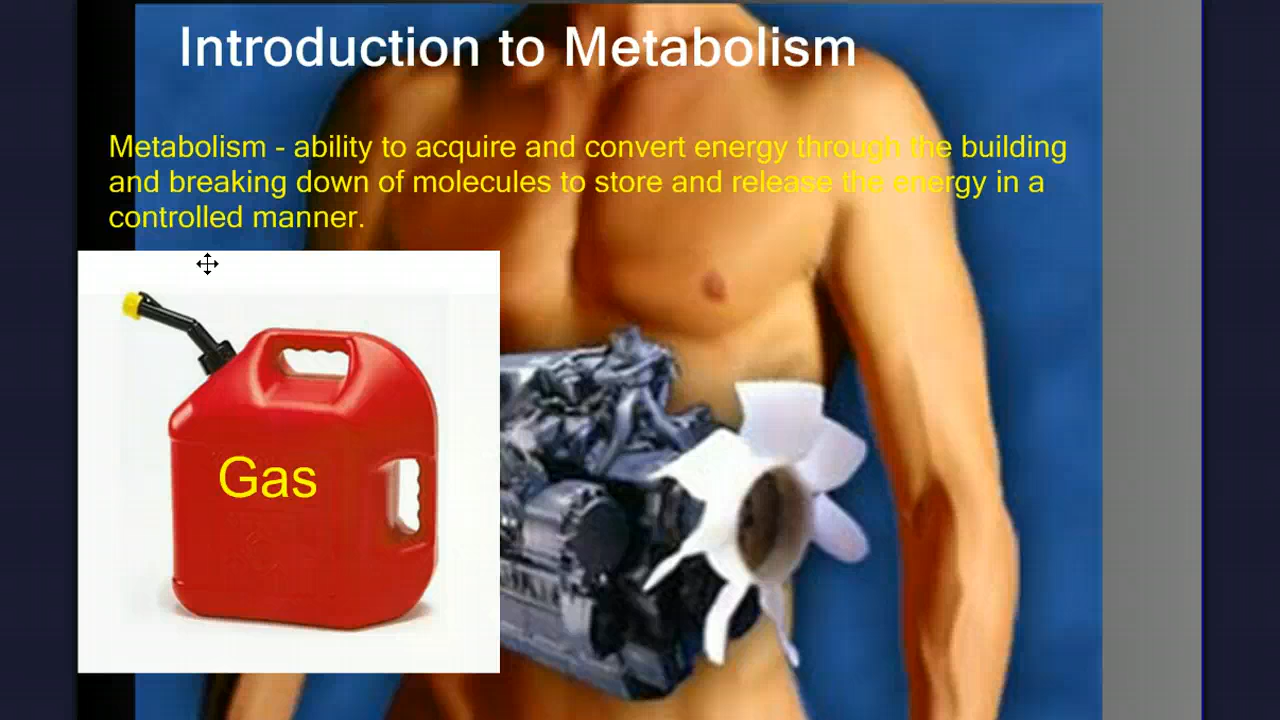 Introduction to Metabolism
Metabolism - ability to acquire and convert energy through the building
and breaking down of molecules to store and release the energy in a
controlled manner.
Gas